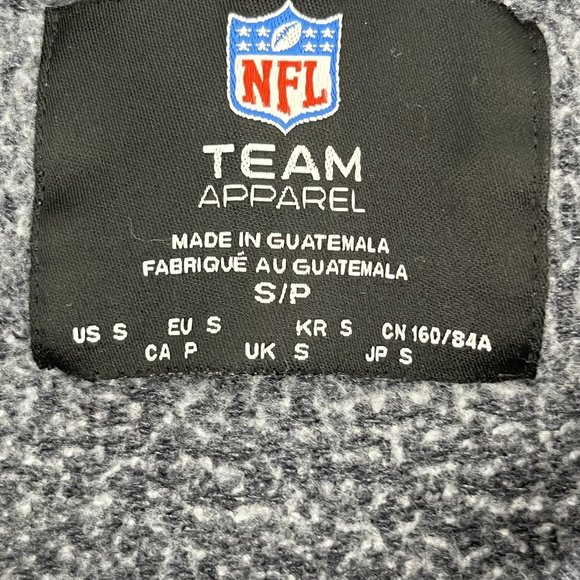 NFL
TEAM
APPAREL
MADE IN GUATEMALA
FABRIQUÉ AU GUATEMALA
S/P
US S EU S KR S CN 160/84A
CA P UK S JP S